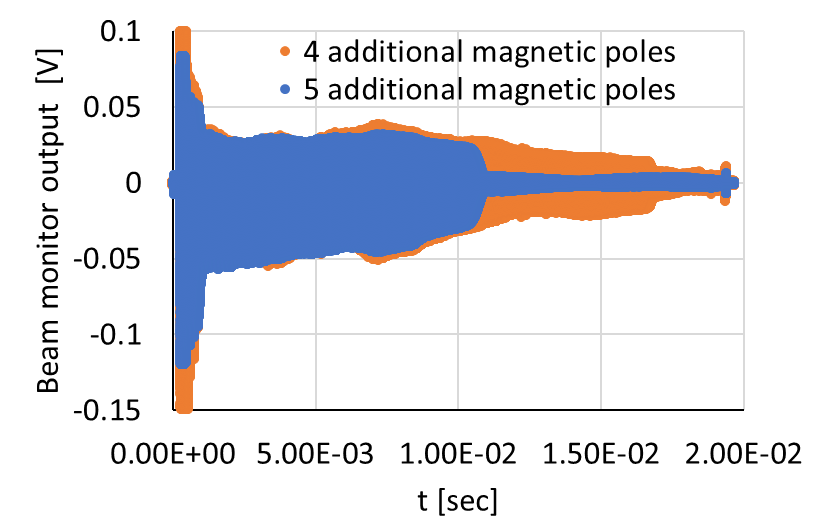 4 additional magnetic poles
5 additional magnetic poles
Beam monitor output [V]
0.1
0.05
0
-0.05
-0.1
-0.15
0.00E+00 5.00E-03 1.00E-02 1.50E-02 2.00E-02
t [sec]